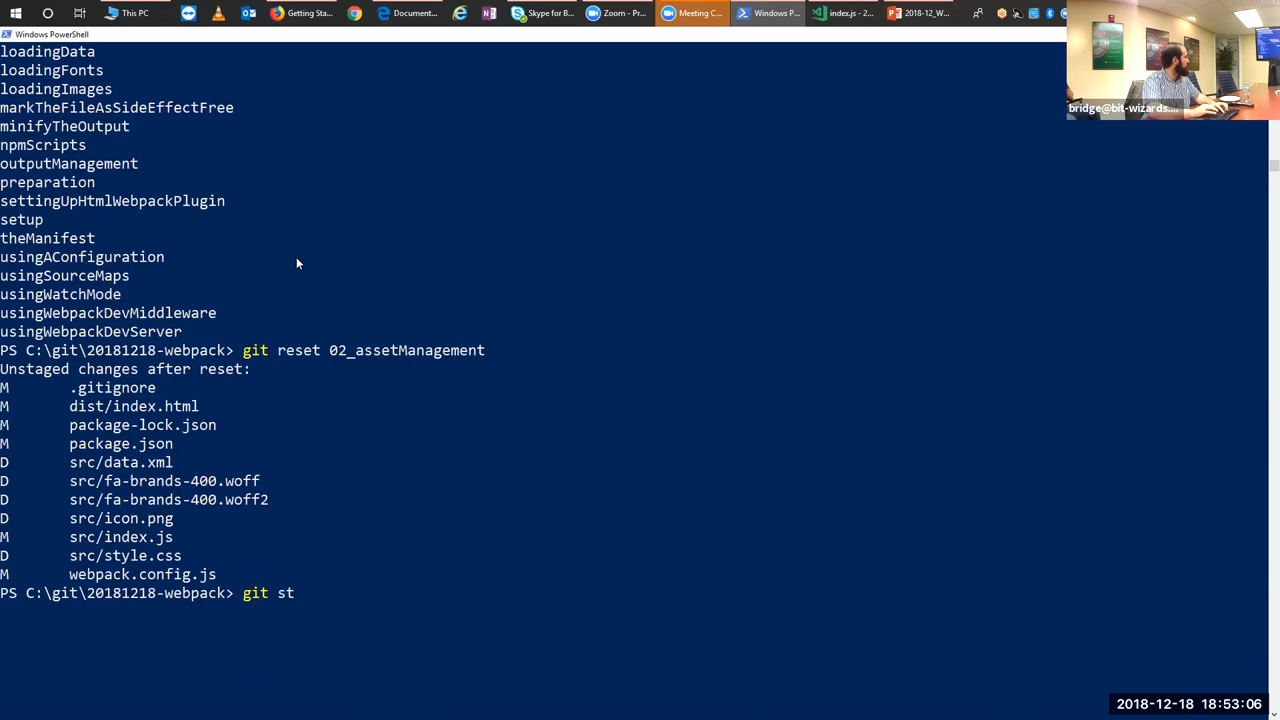 This PC
Getting Sta...
Document...
Skype for B...
Zoom - Pr...
Meeting C...
Windows P...
index.js - 2...
2018-12_W...
Windows PowerShell
loadingData
loadingFonts
loadingImages
markTheFileAsSideEffectFree
minifyTheOutput
npmScripts
outputManagement
preparation
settingUpHtmlWebpackPlugin
setup
theManifest
usingAConfiguration
usingSourceMaps
usingWatchMode
usingWebpackDevMiddleware
usingWebpackDevServer
PS C:\git\20181218-webpack> git reset 02_assetManagement
Unstaged changes after reset:
M       .gitignore
M       dist/index.html
M       package-lock.json
M       package.json
D       src/data.xml
D       src/fa-brands-400.woff
D       src/fa-brands-400.woff2
D       src/icon.png
M       src/index.js
D       src/style.css
M       webpack.config.js
PS C:\git\20181218-webpack> git st
bridge@bit-wizards....
2018-12-18 18:53:06